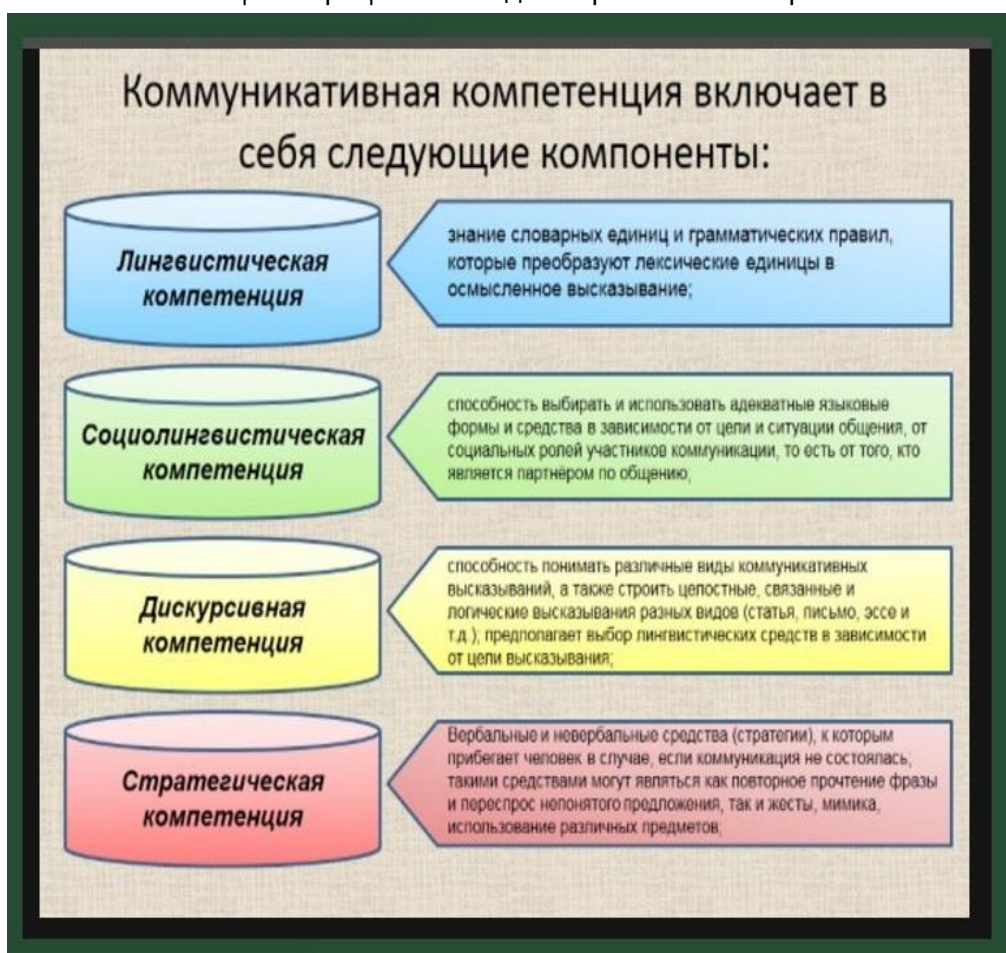 Коммуникативная компетенция включает в
себя следующие компоненты:
Лингвистическая
компетенция
знание словарных единиц и грамматических правил,
которые преобразуют лексические единицы в
осмысленное высказывание;
Социолингвистическая
компетенция
способность выбирать и использовать адекватные языковые
формы и средства в зависимости от цели и ситуации общения, от
социальных ролей участников коммуникации, то есть от того, кто
является партнёром по общению;
Дискурсивная
компетенция
способность понимать различные виды коммуникативных
высказываний, а также строить целостные, связанные и
логические высказывания разных видов (статья, письмо, эссе и
т.д.); предполагает выбор лингвистических средств в зависимости
от цели высказывания;
Стратегическая
компетенция
Вербальные и невербальные средства (стратегии), к которым
прибегает человек в случае, если коммуникация не состоялась;
такими средствами могут являться как повторное прочтение фразы
и переспрос непонятого предложения, так и жесты, мимика,
использование различных предметов;